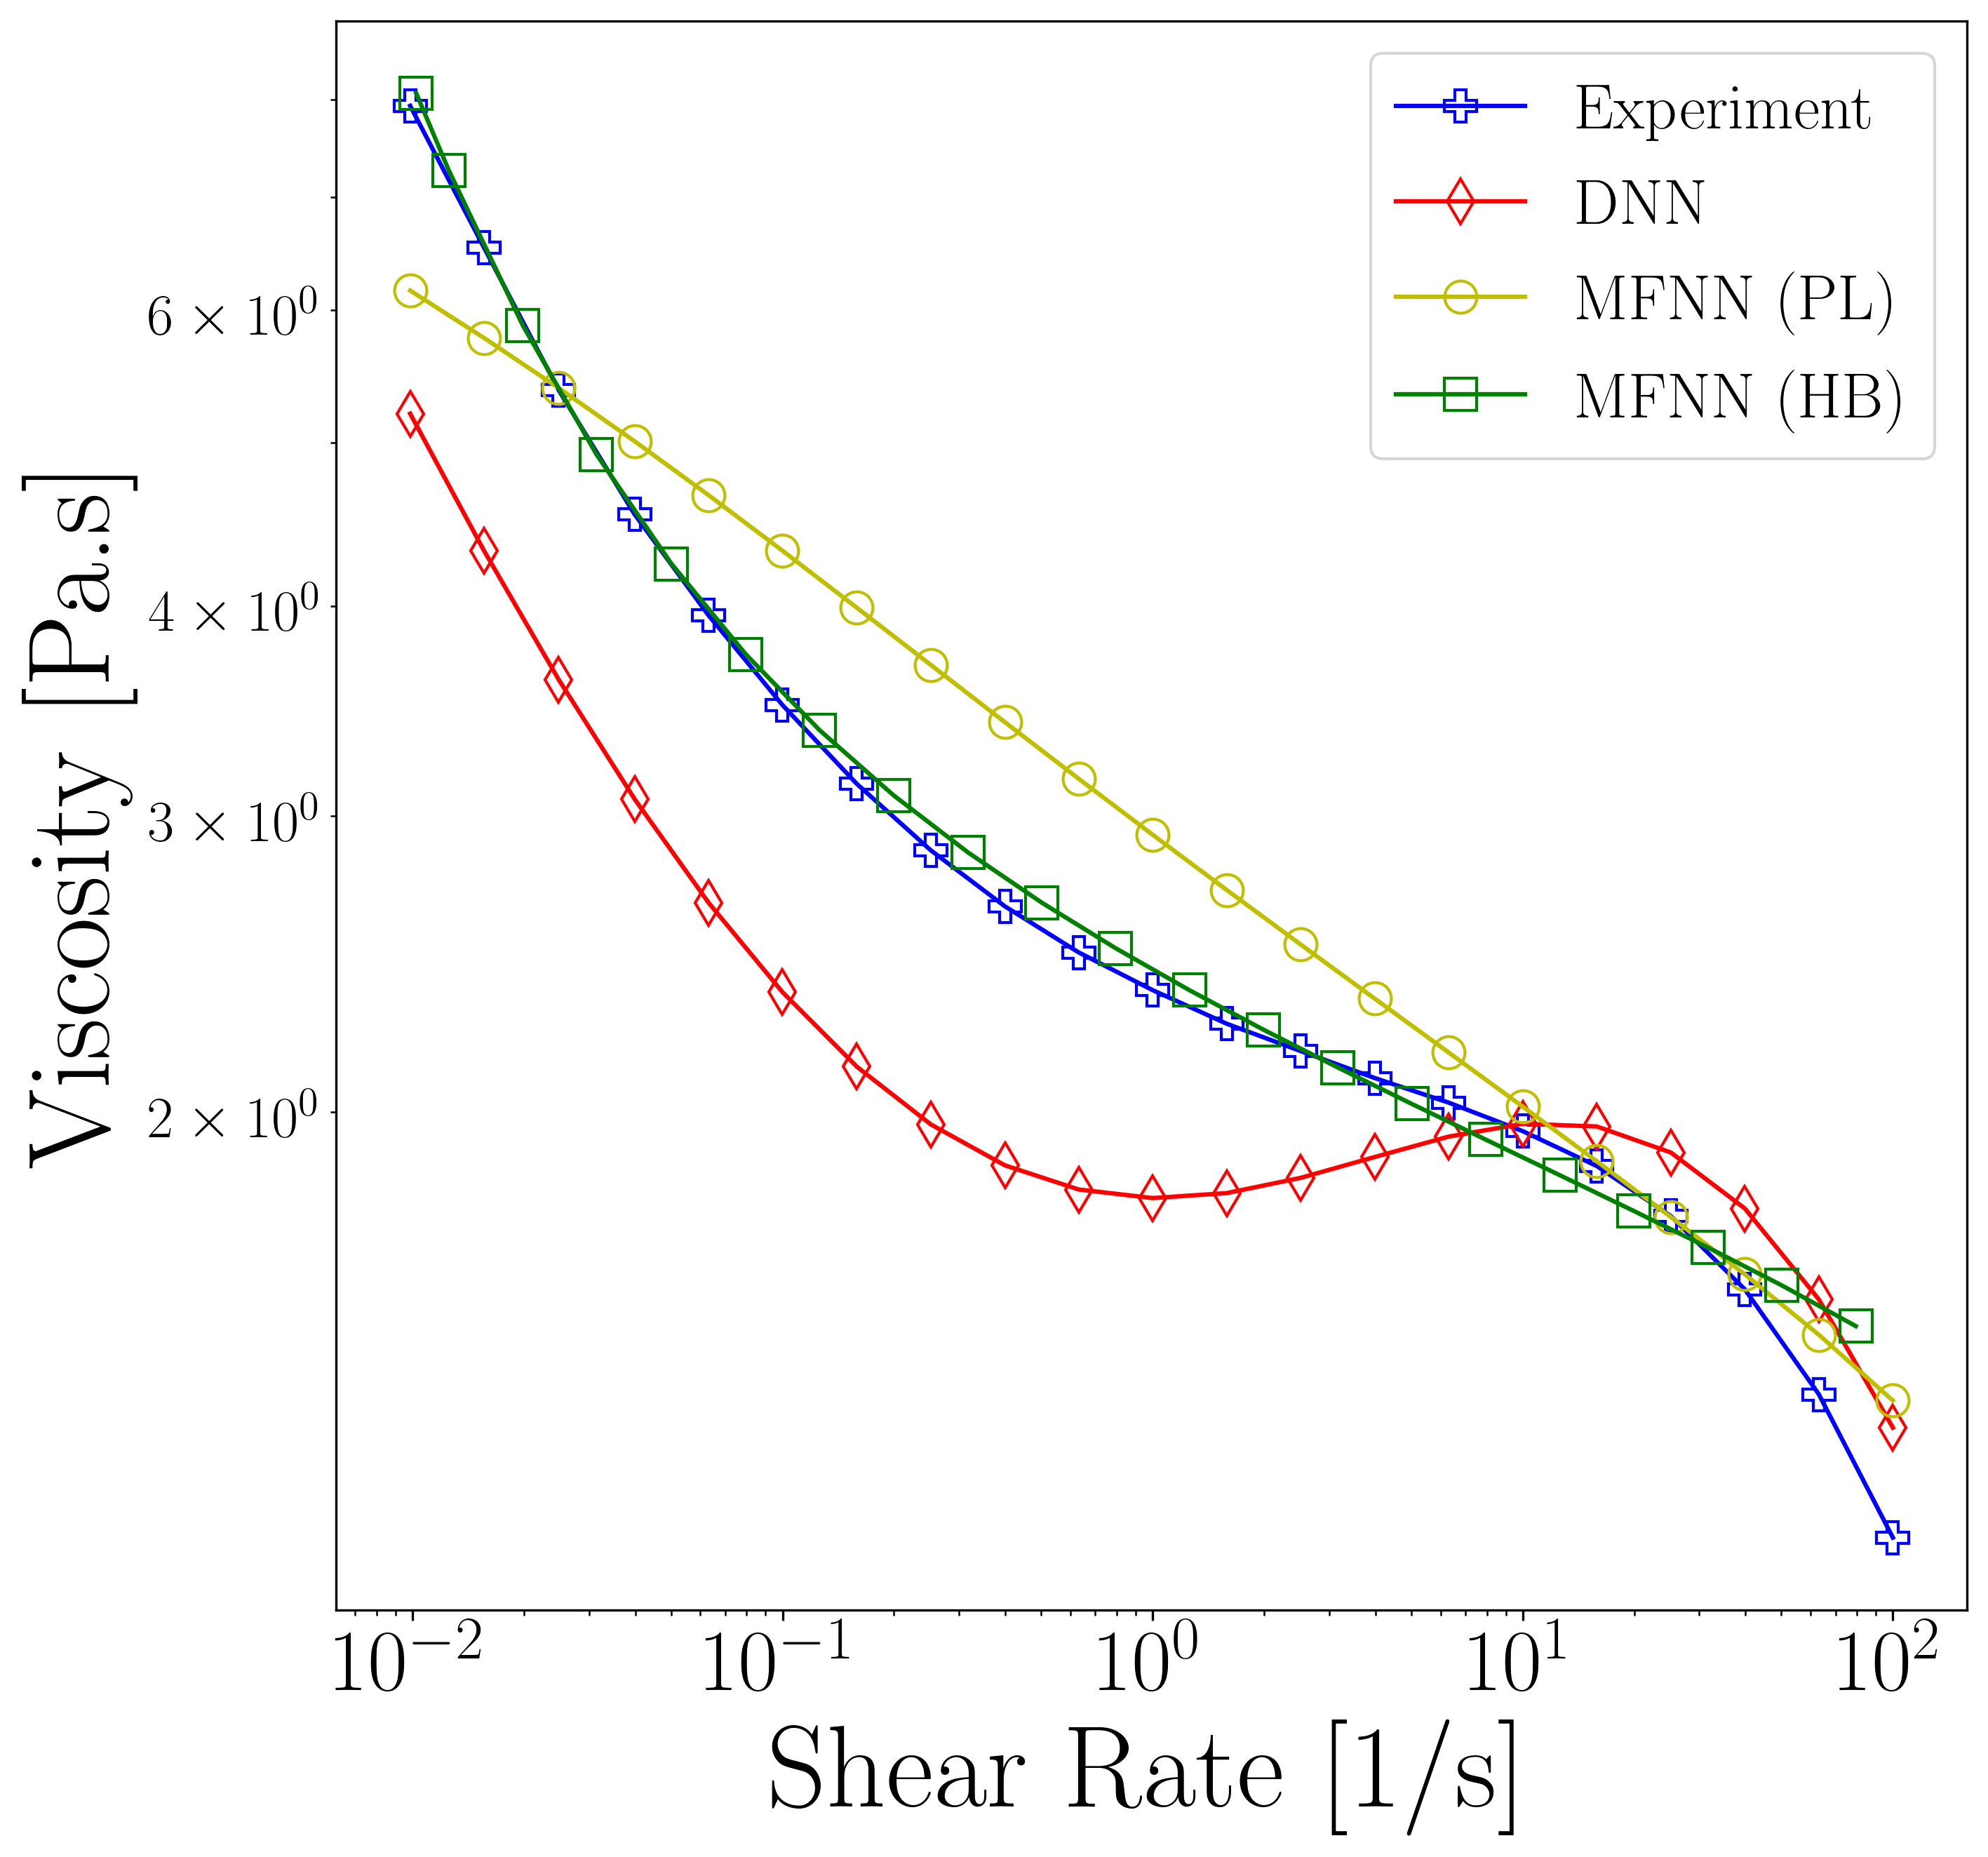 Experiment
DNN
MFNN (PL)
MFNN (HB)
Viscosity [Pa.s]
6 × 10⁰
4 × 10⁰
3 × 10⁰
2 × 10⁰
10⁻² 10⁻¹ 10⁰ 10¹ 10²
Shear Rate [1/s]